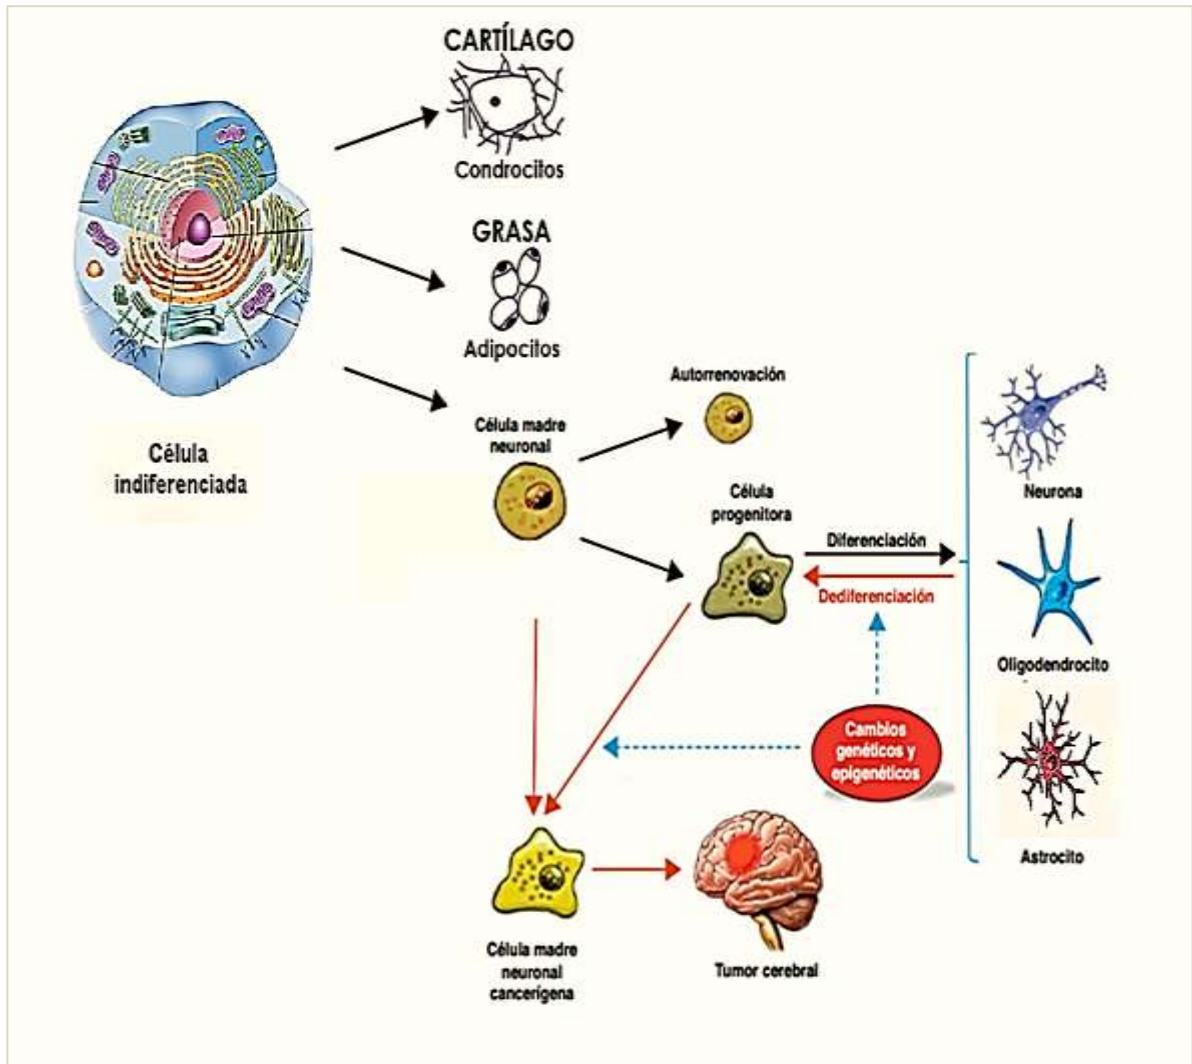 CARTÍLAGO
Condrocitos
GRASA
Adipocitos
Célula
indiferenciada
Célula madre
neuronal
Autorrenovación
Célula
progenitora
Diferenciación
Dediferenciación
Neurona
Oligodendrocito
Astrocito
Cambios
genéticos y
epigenéticos
Célula madre
neuronal
cancerígena
Tumor cerebral